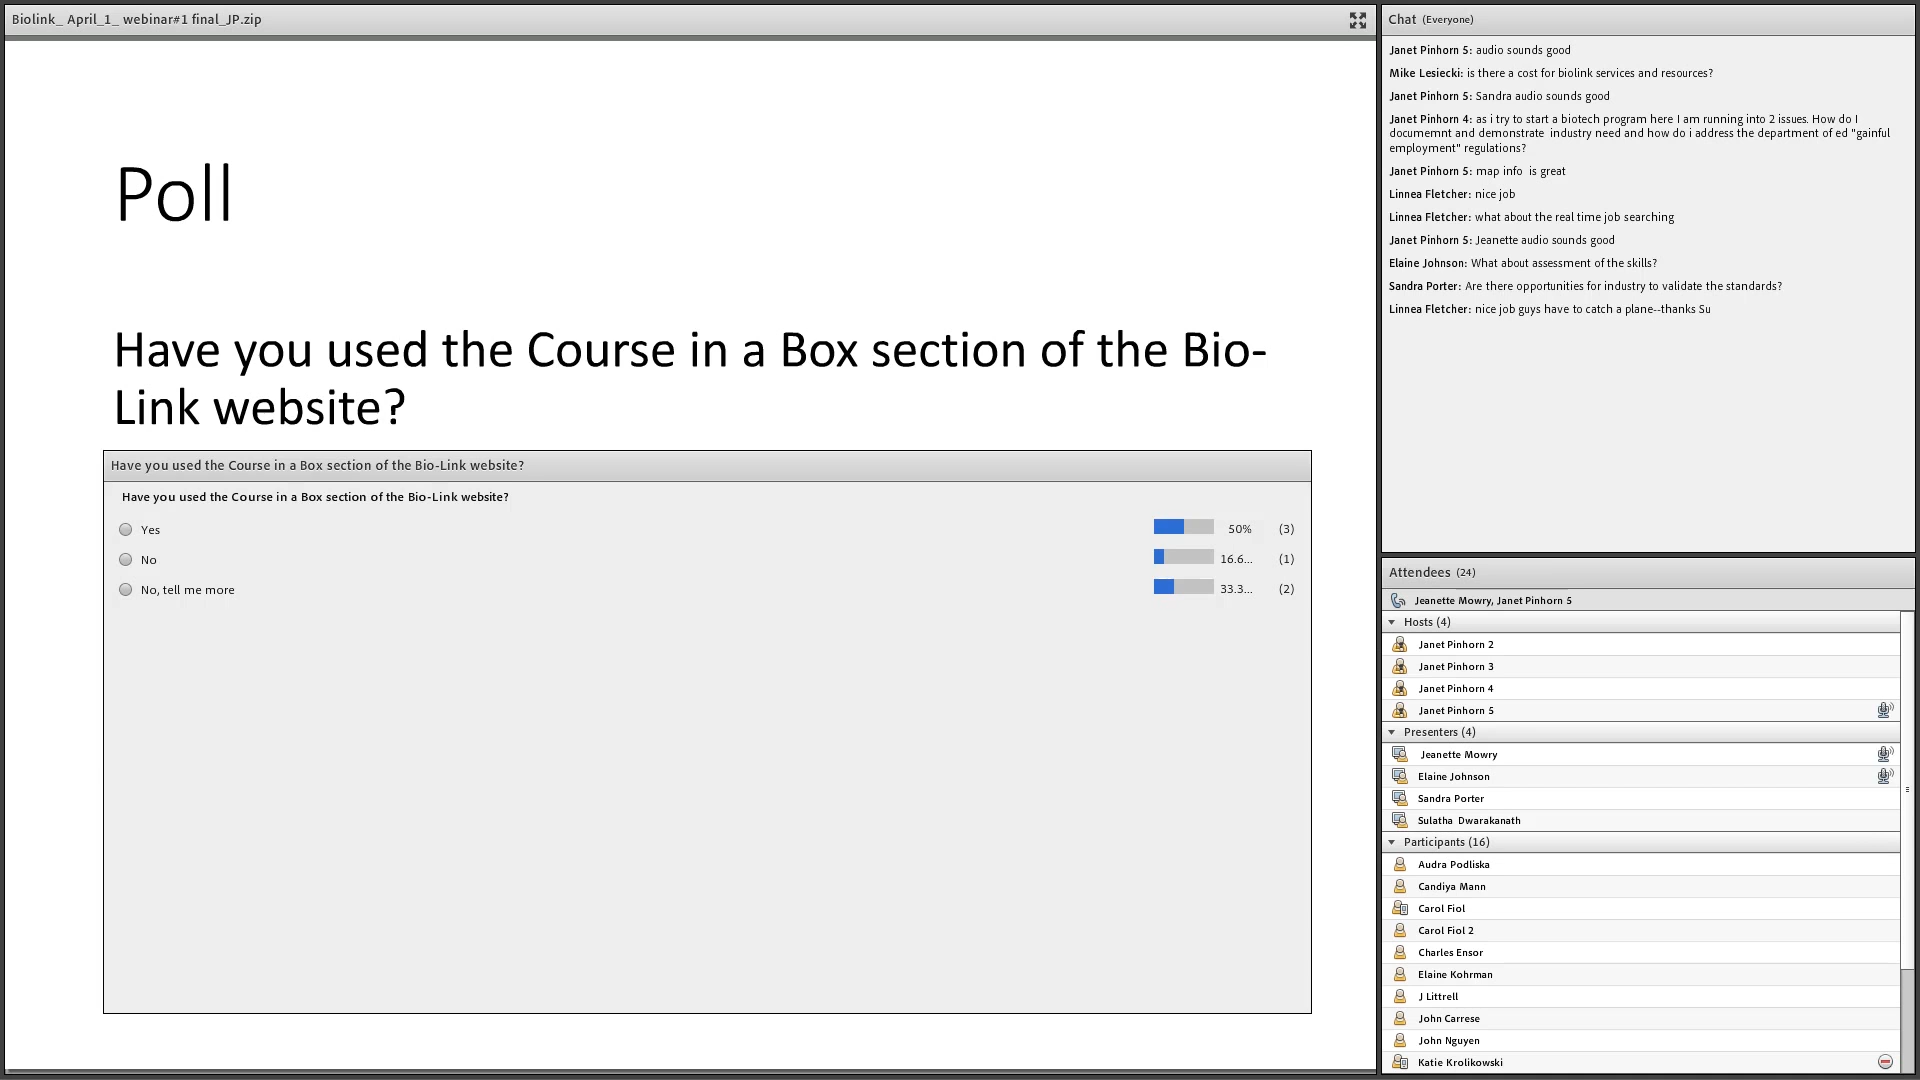 Biolink_ April_1_ webinar#1 final_JP.zip
Poll
Have you used the Course in a Box section of the Bio-
Link website?
Have you used the Course in a Box section of the Bio-Link website?
Have you used the Course in a Box section of the Bio-Link website?
Yes 50% (3)
No 16.6... (1)
No, tell me more 33.3... (2)
Chat (Everyone)
Janet Pinhorn 5: audio sounds good
Mike Lesiecki: is there a cost for biolink services and resources?
Janet Pinhorn 5: Sandra audio sounds good
Janet Pinhorn 4: as i try to start a biotech program here I am running into 2 issues. How do I
documemnt and demonstrate industry need and how do i address the department of ed "gainful
employment" regulations?
Janet Pinhorn 5: map info is great
Linnea Fletcher: nice job
Linnea Fletcher: what about the real time job searching
Janet Pinhorn 5: Jeanette audio sounds good
Elaine Johnson: What about assessment of the skills?
Sandra Porter: Are there opportunities for industry to validate the standards?
Linnea Fletcher: nice job guys have to catch a plane--thanks Su
Attendees (24)
Jeanette Mowry, Janet Pinhorn 5
Hosts (4)
Janet Pinhorn 2
Janet Pinhorn 3
Janet Pinhorn 4
Janet Pinhorn 5
Presenters (4)
Jeanette Mowry
Elaine Johnson
Sandra Porter
Sulatha Dwarakanath
Participants (16)
Audra Podliska
Candiya Mann
Carol Fiol
Carol Fiol 2
Charles Ensor
Elaine Kohrman
J Littrell
John Carrese
John Nguyen
Katie Krolikowski